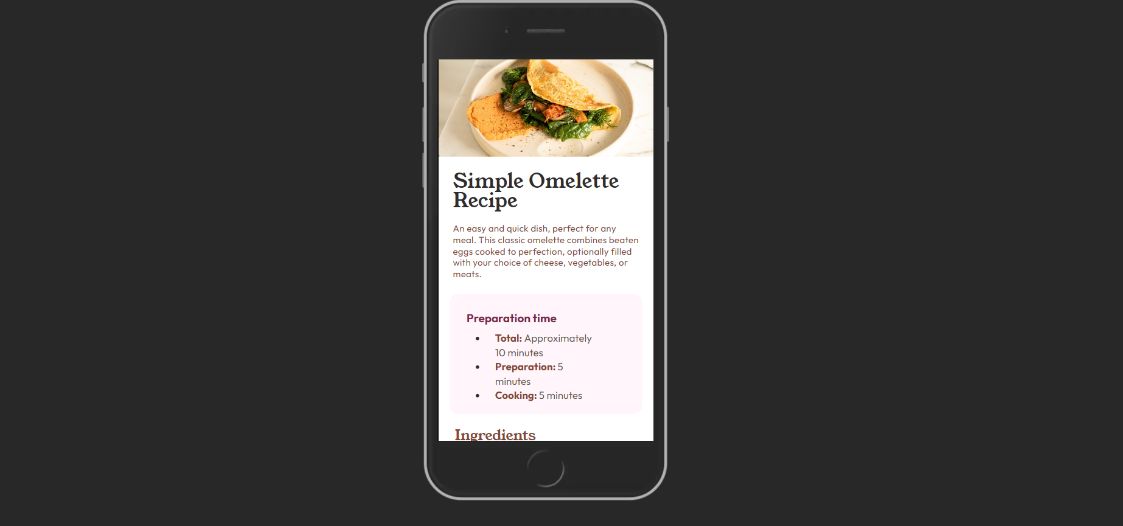 Simple Omelette
Recipe
An easy and quick dish, perfect for any
meal. This classic omelette combines beaten
eggs cooked to perfection, optionally filled
with your choice of cheese, vegetables, or
meats.
Preparation time
• Total: Approximately
10 minutes
• Preparation: 5
minutes
• Cooking: 5 minutes
Ingredients